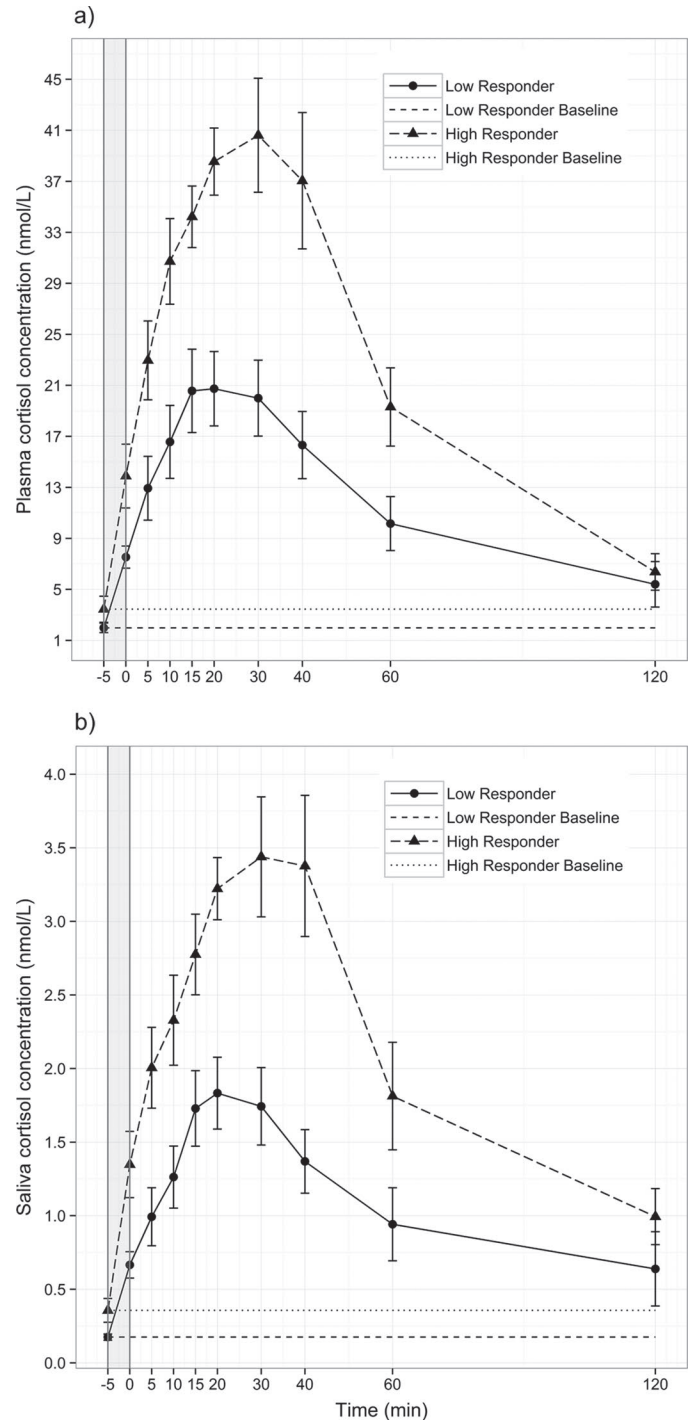 a)
45
41
37
33
29
25
21
17
13
9
5
1
Plasma cortisol concentration (nmol/L)
Low Responder
Low Responder Baseline
High Responder
High Responder Baseline
-5 0 5 10 15 20 30 40 60 120
b)
4.0
3.5
3.0
2.5
2.0
1.5
1.0
0.5
0.0
Saliva cortisol concentration (nmol/L)
Low Responder
Low Responder Baseline
High Responder
High Responder Baseline
-5 0 5 10 15 20 30 40 60 120
Time (min)